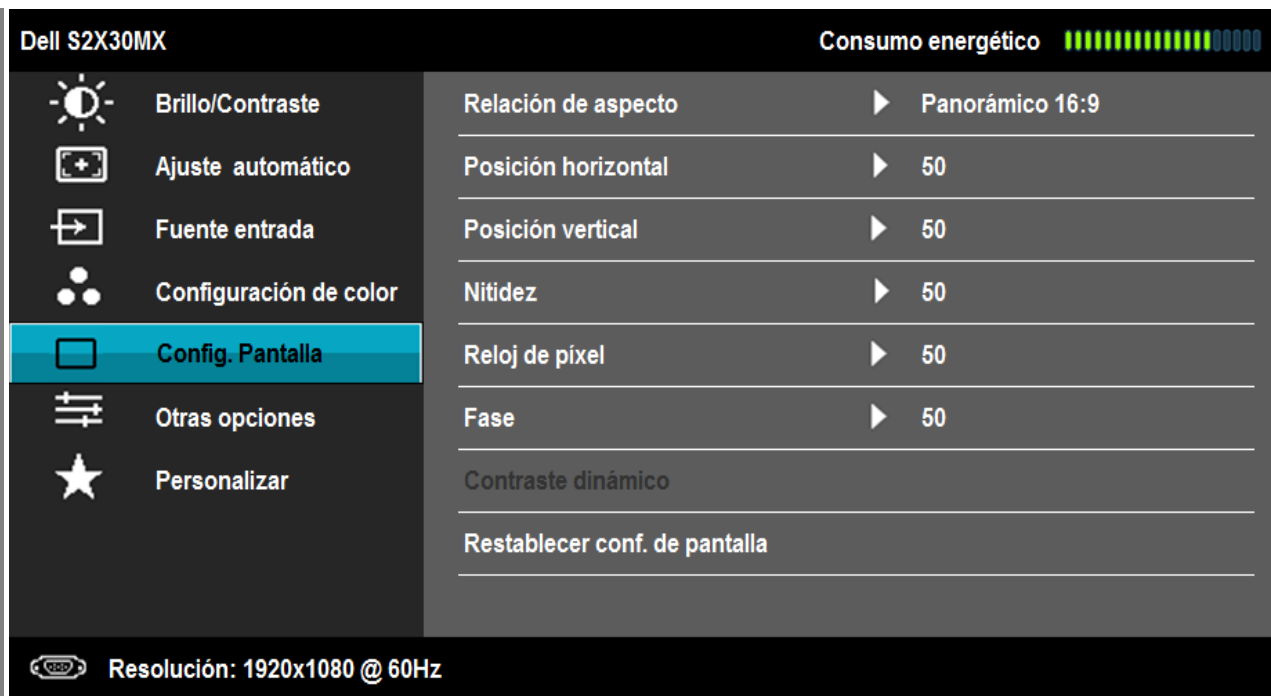 Dell S2X30MX Consumo energético
Brillo/Contraste Relación de aspecto Panorámico 16:9
Ajuste automático Posición horizontal 50
Fuente entrada Posición vertical 50
Configuración de color Nitidez 50
Config. Pantalla Reloj de píxel 50
Otras opciones Fase 50
Personalizar Contraste dinámico
Restablecer conf. de pantalla
Resolución: 1920x1080 @ 60Hz